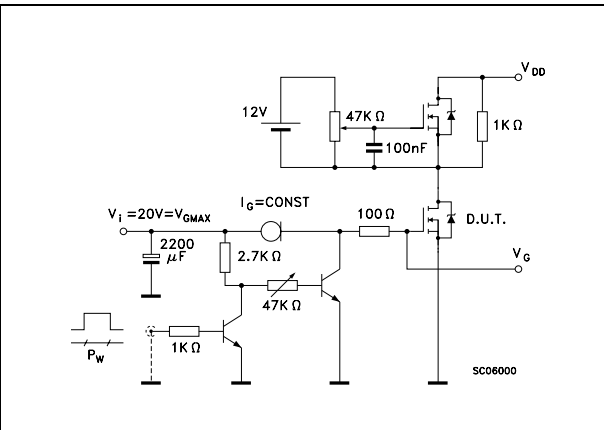 V_DD
12V
47KΩ
1KΩ
100nF
I_G=CONST
V_i=20V=V_GMAX
100Ω
D.U.T.
2200
μF
2.7KΩ
V_G
47KΩ
P_W
1KΩ
SC06000